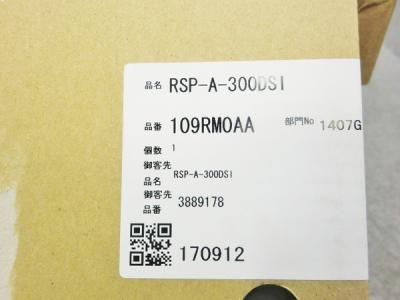 品名 RSP-A-300DSI
品番 109RM0AA 部門No 1407G
個数 1
御客先
品名 RSP-A-300DSI
御客先
品番 3889178
170912